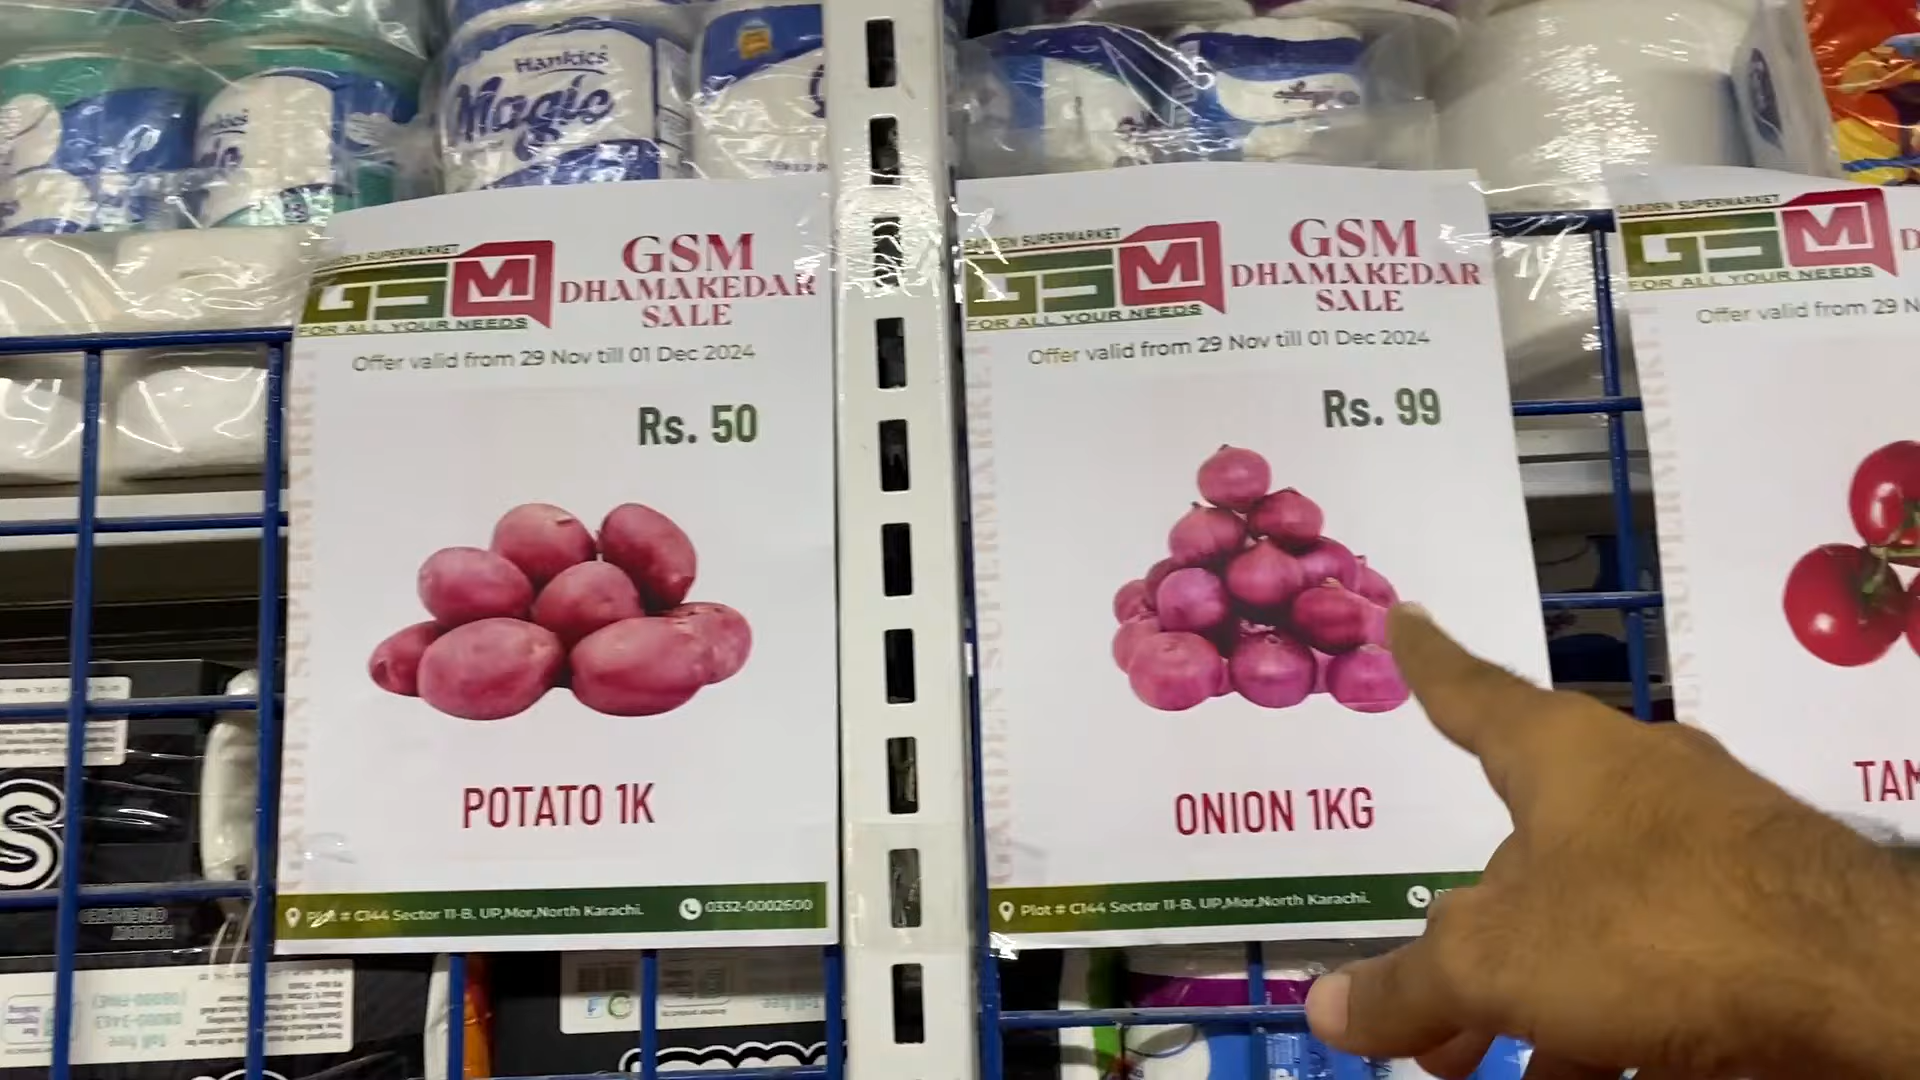 Hankies
Magic
GARDEN SUPERMARKET
GSM
FOR ALL YOUR NEEDS
GSM
DHAMAKEDAR
SALE
Offer valid from 29 Nov till 01 Dec 2024
Rs. 50
POTATO 1K
Plot # C144 Sector 11-B, UP,Mor,North Karachi.
0332-0002600
GARDEN SUPERMARKET
GARDEN SUPERMARKET
GSM
FOR ALL YOUR NEEDS
GSM
DHAMAKEDAR
SALE
Offer valid from 29 Nov till 01 Dec 2024
Rs. 99
ONION 1KG
Plot # C144 Sector 11-B, UP,Mor,North Karachi.
GARDEN SUPERMARKET
GARDEN SUPERMARKET
GSM
FOR ALL YOUR NEEDS
Offer valid from 29 N
TAM